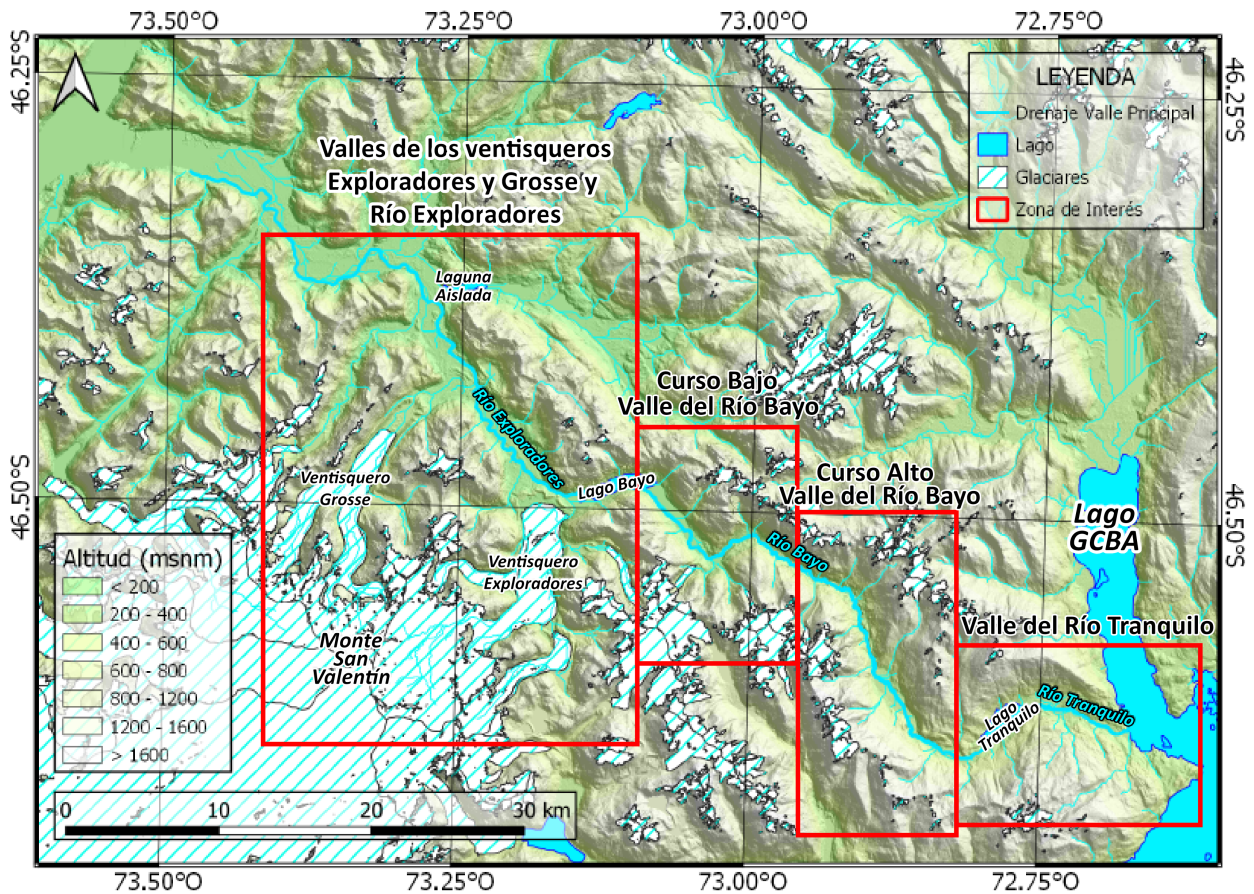 73.50°O
73.25°O
73.00°O
72.75°O
46.25°S
46.25°S
LEYENDA
Drenaje Valle Principal
Lago
Glaciares
Zona de Interés
Valles de los ventisqueros
Exploradores y Grosse y
Río Exploradores
Laguna
Aislada
Curso Bajo
Valle del Río Bayo
Río Exploradores
Curso Alto
Valle del Río Bayo
Ventisquero
Grosse
Lago Bayo
46.50°S
46.50°S
Lago
GCBA
Río Bayo
Ventisquero
Exploradores
Altitud (msnm)
< 200
200 - 400
400 - 600
600 - 800
800 - 1200
1200 - 1600
> 1600
Monte
San
Valentín
Valle del Río Tranquilo
Río Tranquilo
Lago
Tranquilo
0
10
20
30 km
73.50°O
73.25°O
73.00°O
72.75°O